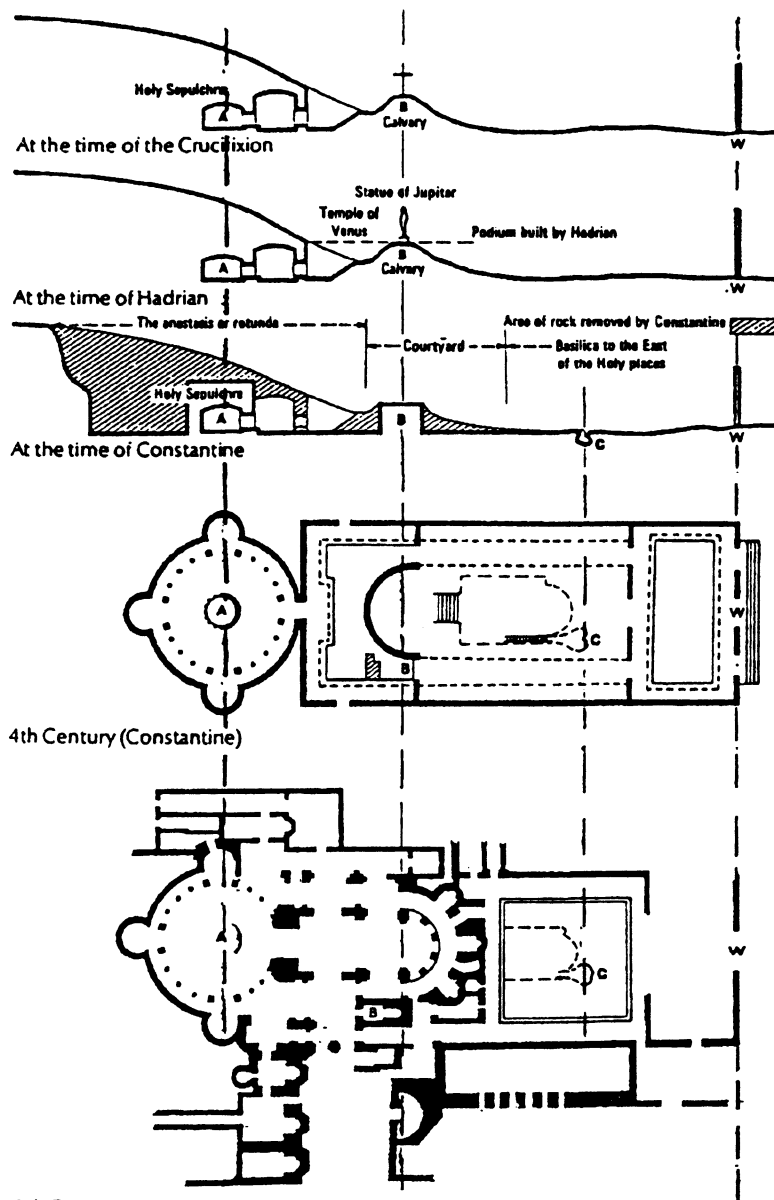 Holy Sepulchre
A
B
Calvary
W
At the time of the Crucifixion
Statue of Jupiter
Temple of
Venus
Podium built by Hadrian
A
B
Calvary
W
At the time of Hadrian
The anastasis or rotunda
Courtyard
Area of rock removed by Constantine
Basilica to the East
of the Holy places
Holy Sepulchre
A
B
C
W
At the time of Constantine
A
B
C
W
4th Century (Constantine)
A
B
C
W